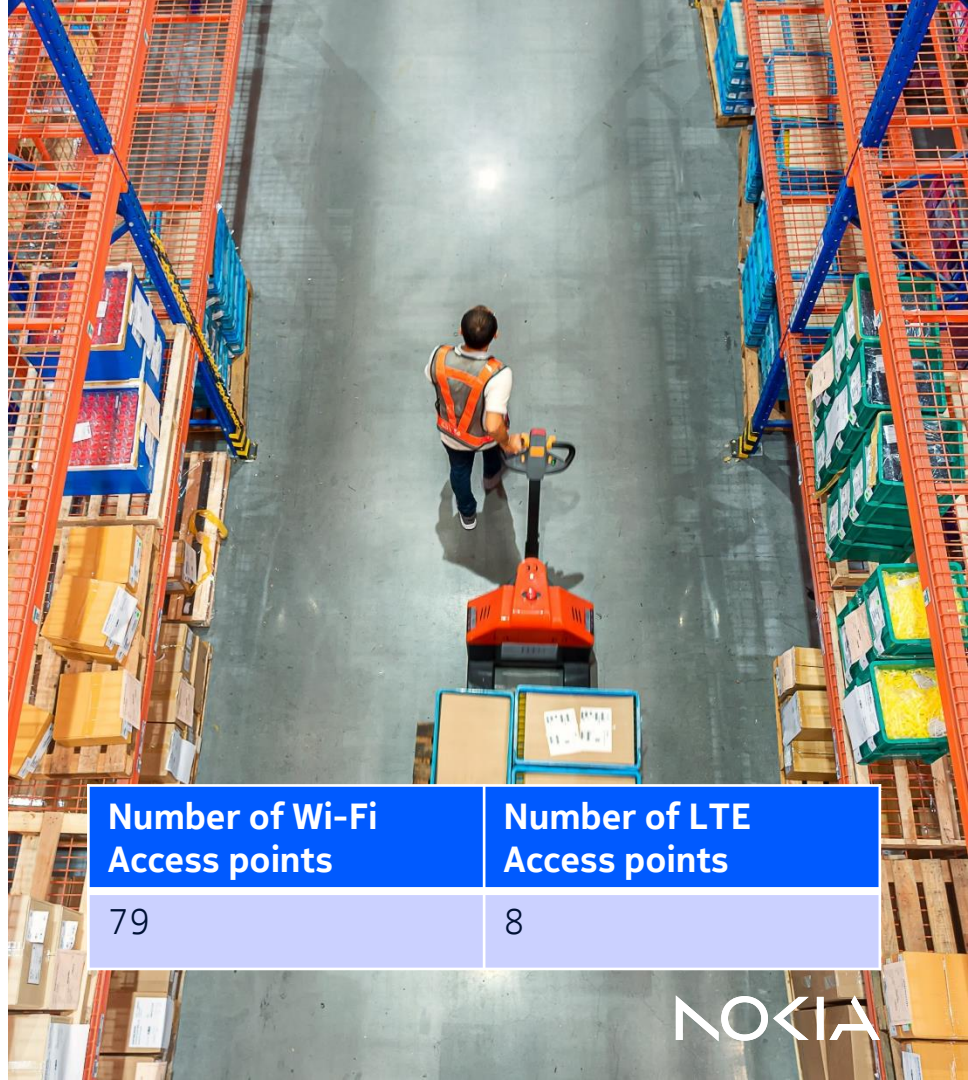 Number of Wi-Fi
Access points
Number of LTE
Access points
79
8
NOKIA